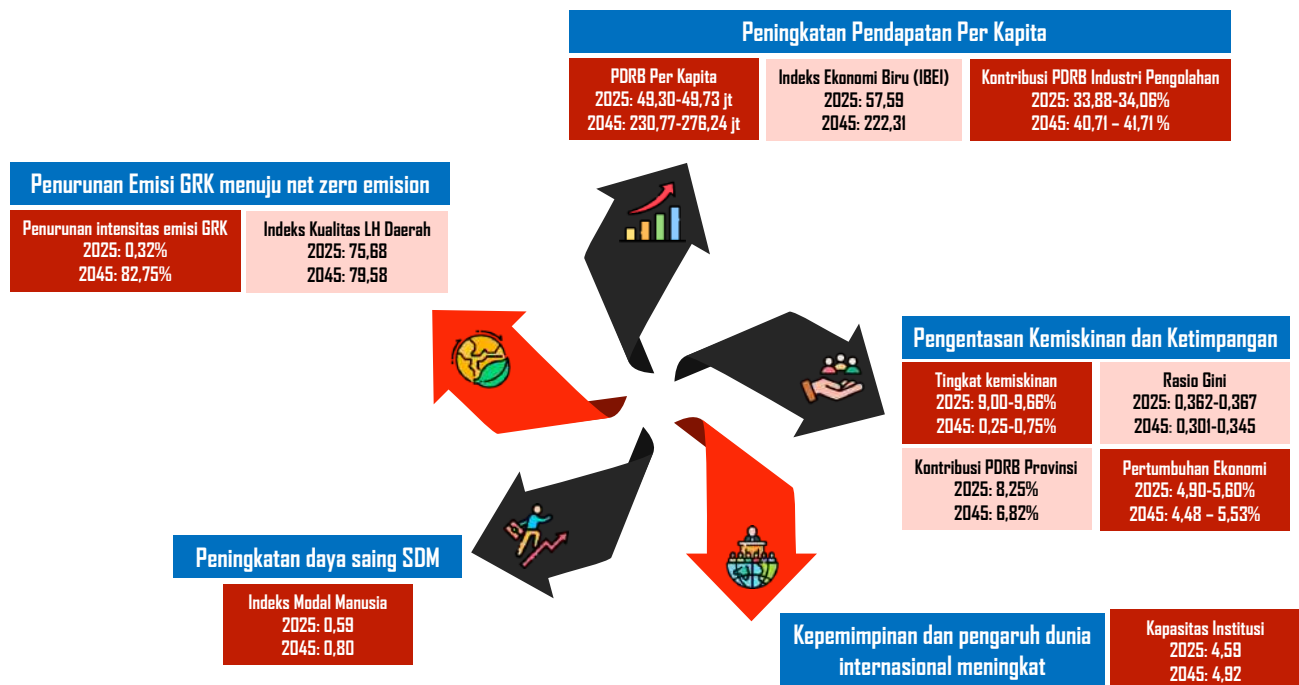 Peningkatan Pendapatan Per Kapita
PDRB Per Kapita
2025: 49,30-49,73 jt
2045: 230,77-276,24 jt
Indeks Ekonomi Biru (IBEI)
2025: 57,59
2045: 222,31
Kontribusi PDRB Industri Pengolahan
2025: 33,88-34,06%
2045: 40,71 – 41,71 %
Penurunan Emisi GRK menuju net zero emision
Penurunan intensitas emisi GRK
2025: 0,32%
2045: 82,75%
Indeks Kualitas LH Daerah
2025: 75,68
2045: 79,58
Pengentasan Kemiskinan dan Ketimpangan
Tingkat kemiskinan
2025: 9,00-9,66%
2045: 0,25-0,75%
Rasio Gini
2025: 0,362-0,367
2045: 0,301-0,345
Kontribusi PDRB Provinsi
2025: 8,25%
2045: 6,82%
Pertumbuhan Ekonomi
2025: 4,90-5,60%
2045: 4,48 – 5,53%
Peningkatan daya saing SDM
Indeks Modal Manusia
2025: 0,59
2045: 0,80
Kepemimpinan dan pengaruh dunia
internasional meningkat
Kapasitas Institusi
2025: 4,59
2045: 4,92